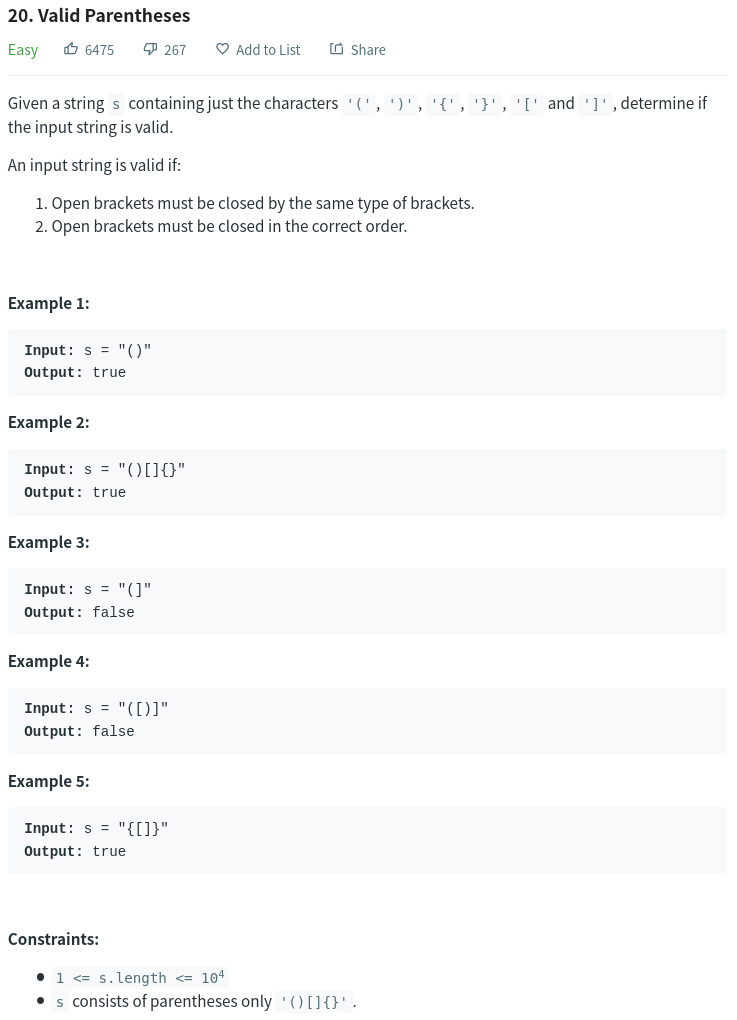 20. Valid Parentheses
Easy 6475 267 Add to List Share
Given a string s containing just the characters '(', ')', '{', '}', '[' and ']', determine if
the input string is valid.
An input string is valid if:
1. Open brackets must be closed by the same type of brackets.
2. Open brackets must be closed in the correct order.
Example 1:
Input: s = "()"
Output: true
Example 2:
Input: s = "()[]{}"
Output: true
Example 3:
Input: s = "(]"
Output: false
Example 4:
Input: s = "([)]"
Output: false
Example 5:
Input: s = "{[]}"
Output: true
Constraints:
• 1 <= s.length <= 10⁴
• s consists of parentheses only '()[]{}'.